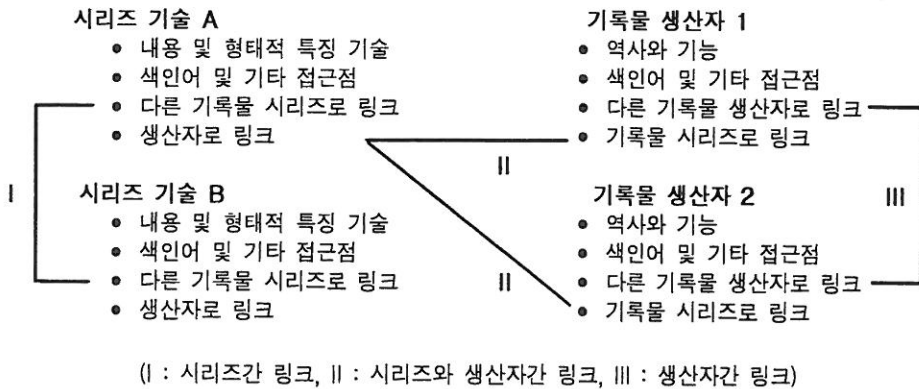 시리즈 기술 A
• 내용 및 형태적 특징 기술
• 색인어 및 기타 접근점
• 다른 기록물 시리즈로 링크
• 생산자로 링크
기록물 생산자 1
• 역사와 기능
• 색인어 및 기타 접근점
• 다른 기록물 생산자로 링크
• 기록물 시리즈로 링크
I
II
III
시리즈 기술 B
• 내용 및 형태적 특징 기술
• 색인어 및 기타 접근점
• 다른 기록물 시리즈로 링크
• 생산자로 링크
II
기록물 생산자 2
• 역사와 기능
• 색인어 및 기타 접근점
• 다른 기록물 생산자로 링크
• 기록물 시리즈로 링크
(I : 시리즈간 링크, II : 시리즈와 생산자간 링크, III : 생산자간 링크)